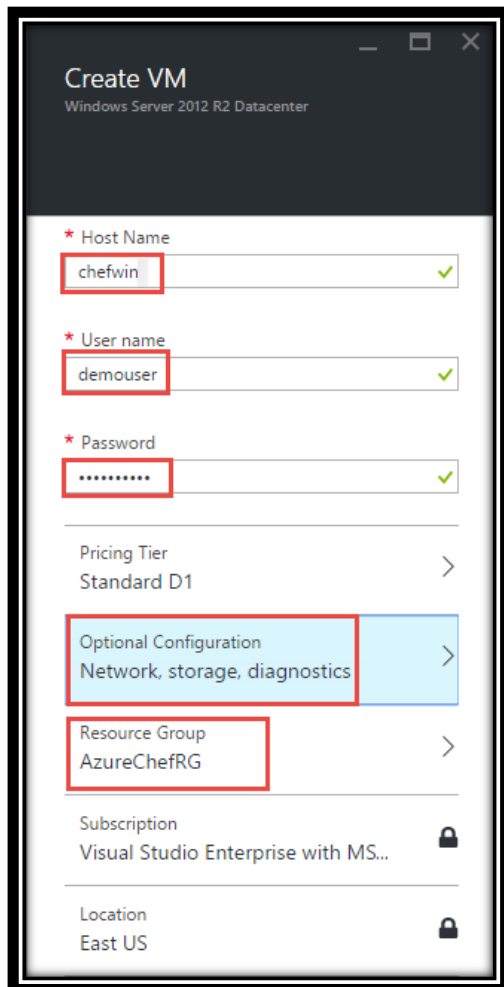 Create VM
Windows Server 2012 R2 Datacenter
* Host Name
chefwin
* User name
demouser
* Password
••••••••••
Pricing Tier
Standard D1
Optional Configuration
Network, storage, diagnostics
Resource Group
AzureChefRG
Subscription
Visual Studio Enterprise with MS...
Location
East US